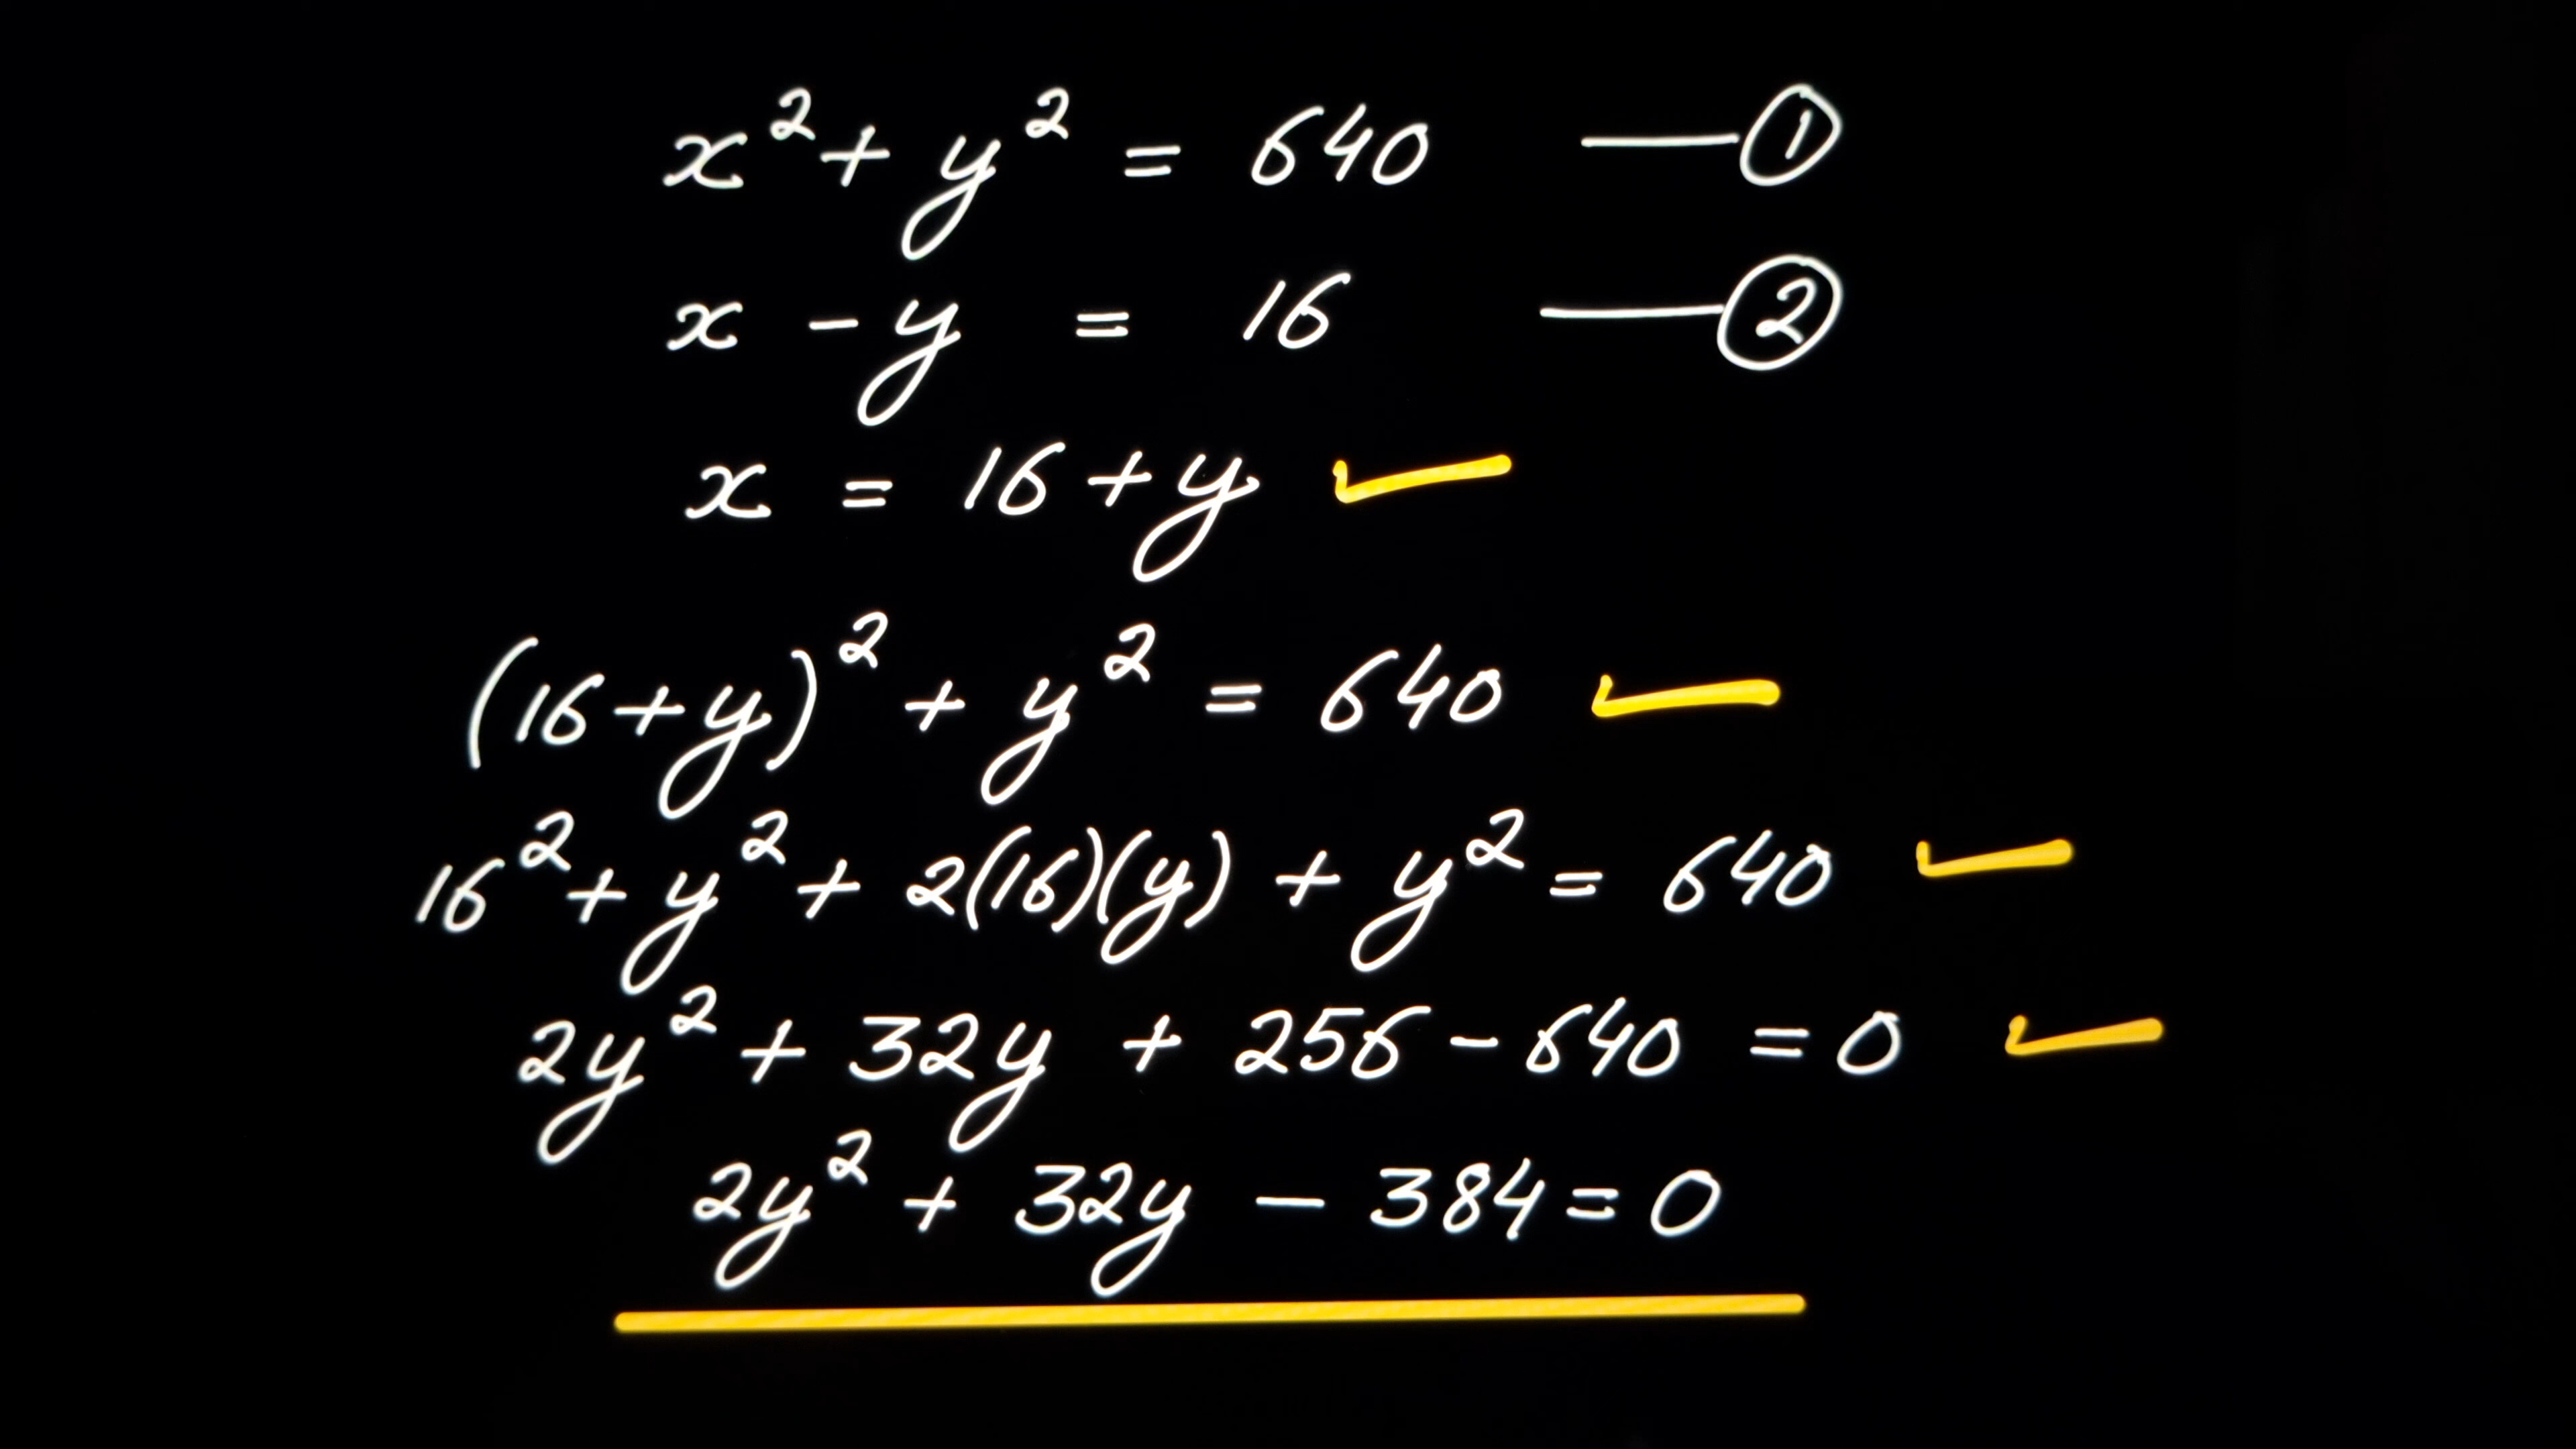 x² + y² = 640 — ①
x - y = 16 — ②
x = 16 + y ✓
(16 + y)² + y² = 640 ✓
16² + y² + 2(16)(y) + y² = 640 ✓
2y² + 32y + 256 - 640 = 0 ✓
2y² + 32y - 384 = 0